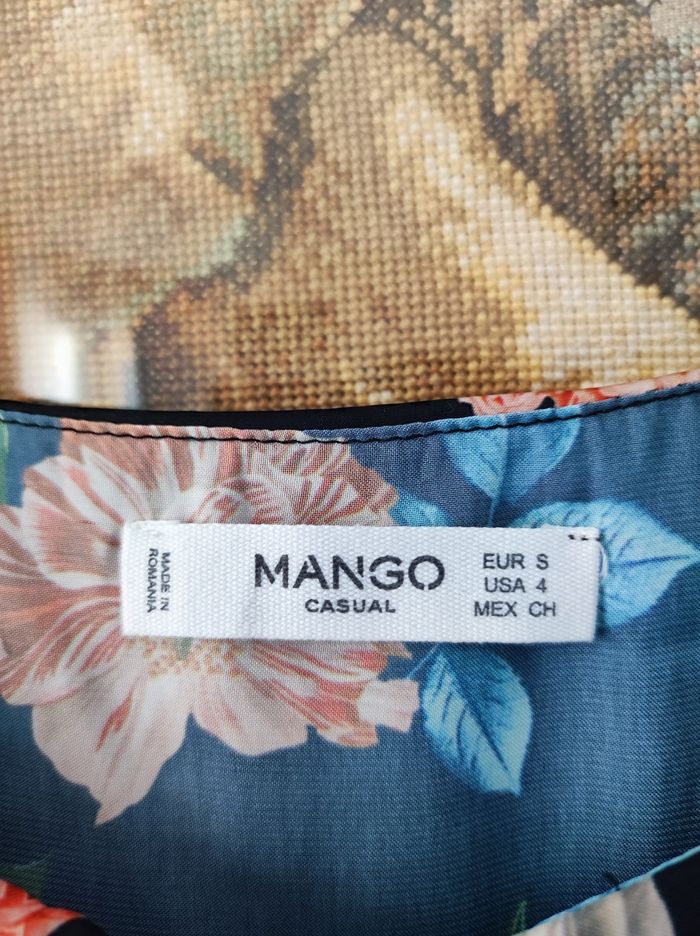 MADE IN
ROMANIA
MANGO
CASUAL
EUR S
USA 4
MEX CH